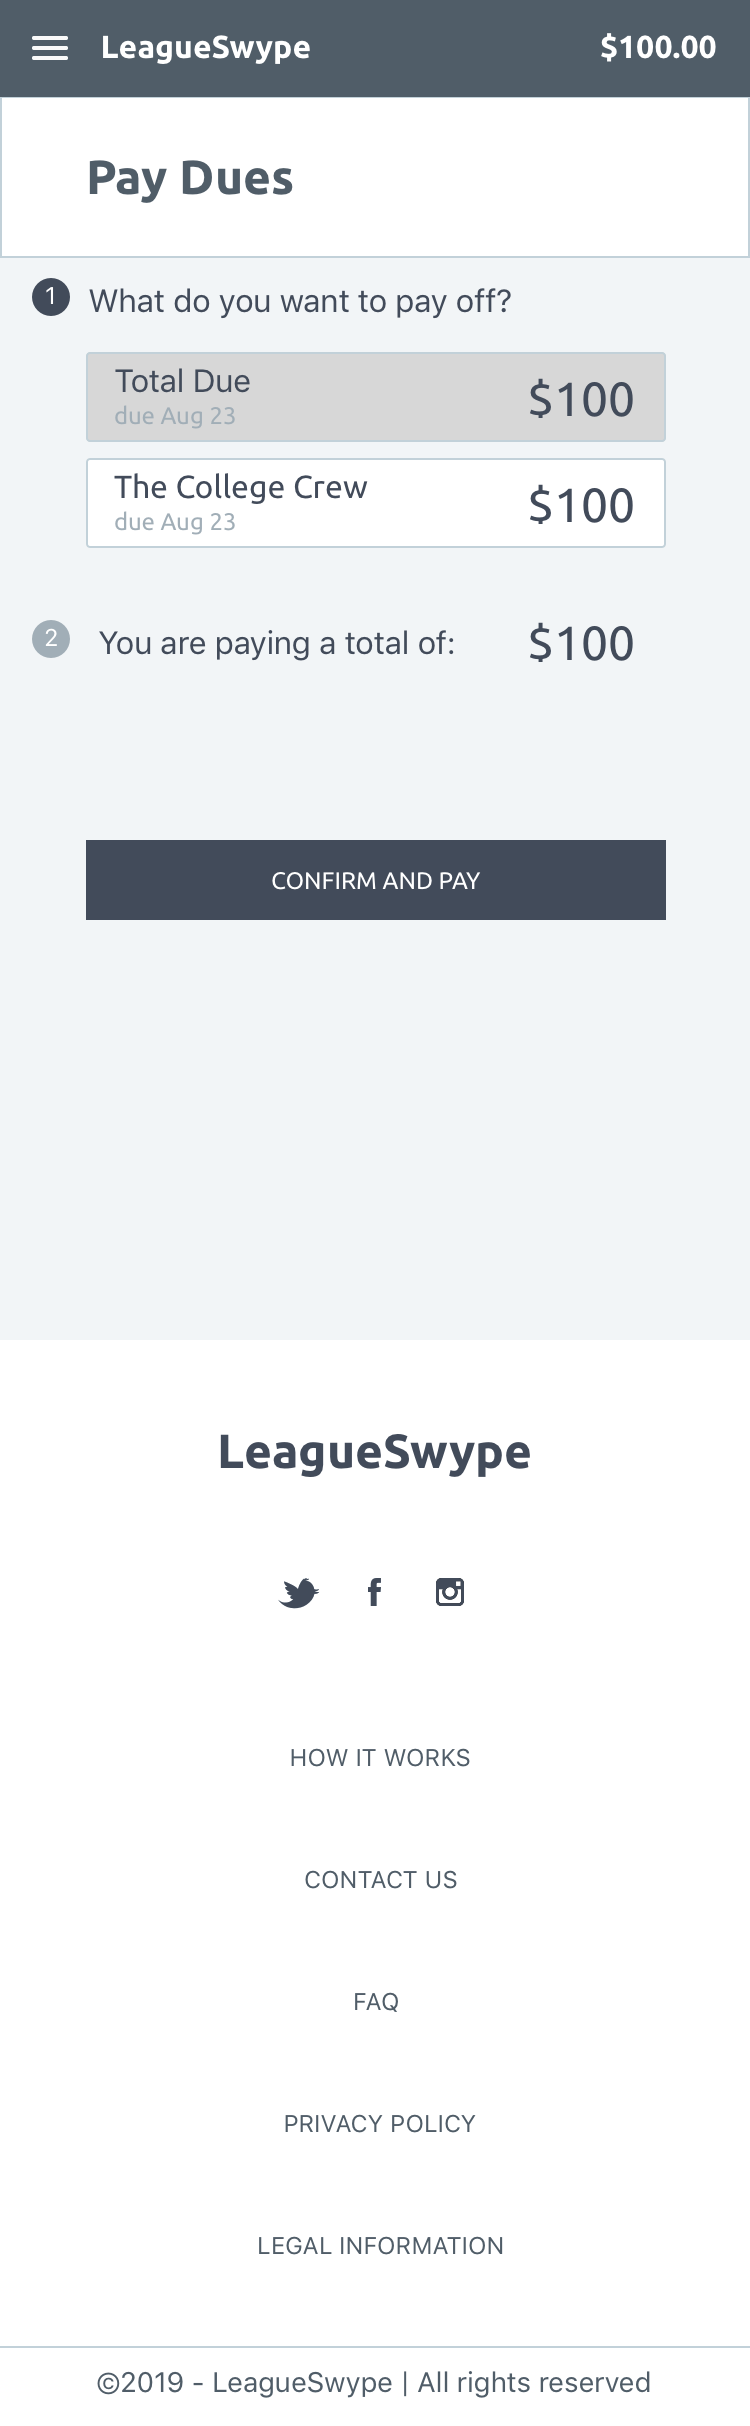 LeagueSwype
$100.00
Pay Dues
1 What do you want to pay off?
Total Due
due Aug 23
$100
The College Crew
due Aug 23
$100
2 You are paying a total of: $100
CONFIRM AND PAY
LeagueSwype
HOW IT WORKS
CONTACT US
FAQ
PRIVACY POLICY
LEGAL INFORMATION
©2019 - LeagueSwype | All rights reserved